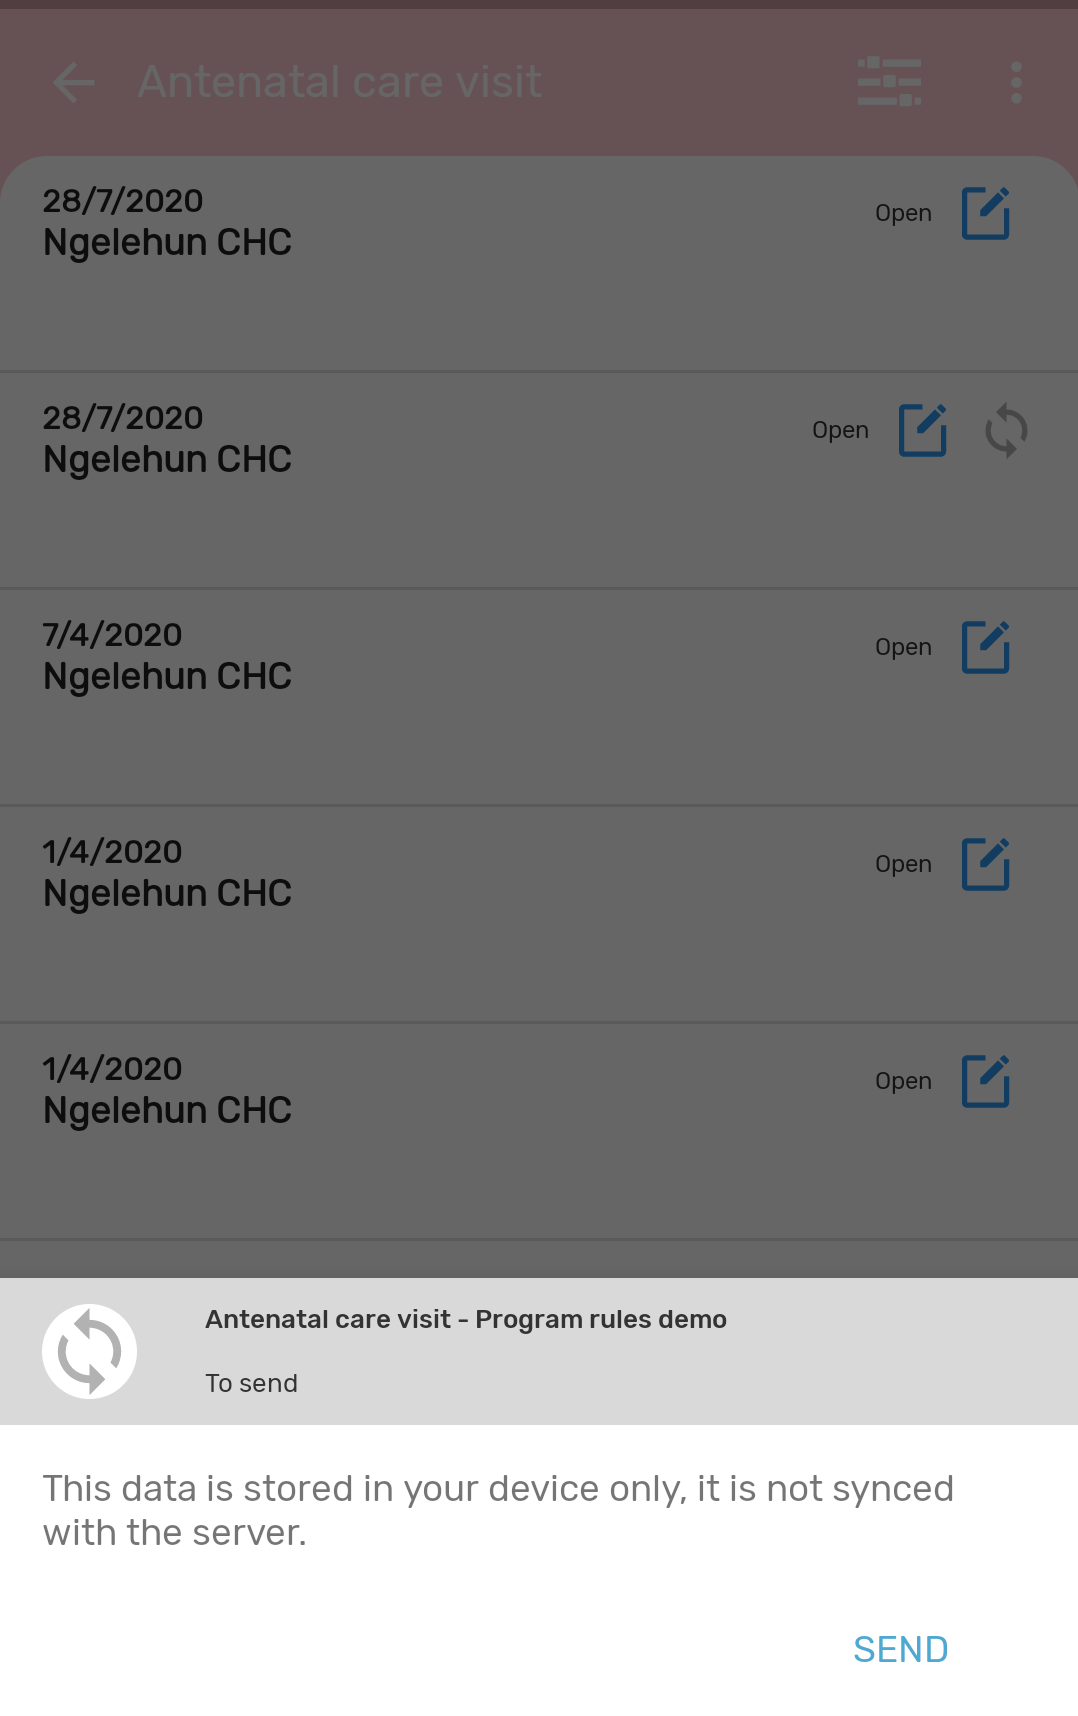 Antenatal care visit
28/7/2020
Open
Ngelehun CHC
28/7/2020
Open
Ngelehun CHC
7/4/2020
Open
Ngelehun CHC
1/4/2020
Open
Ngelehun CHC
1/4/2020
Open
Ngelehun CHC
Antenatal care visit - Program rules demo
To send
This data is stored in your device only, it is not synced
with the server.
SEND